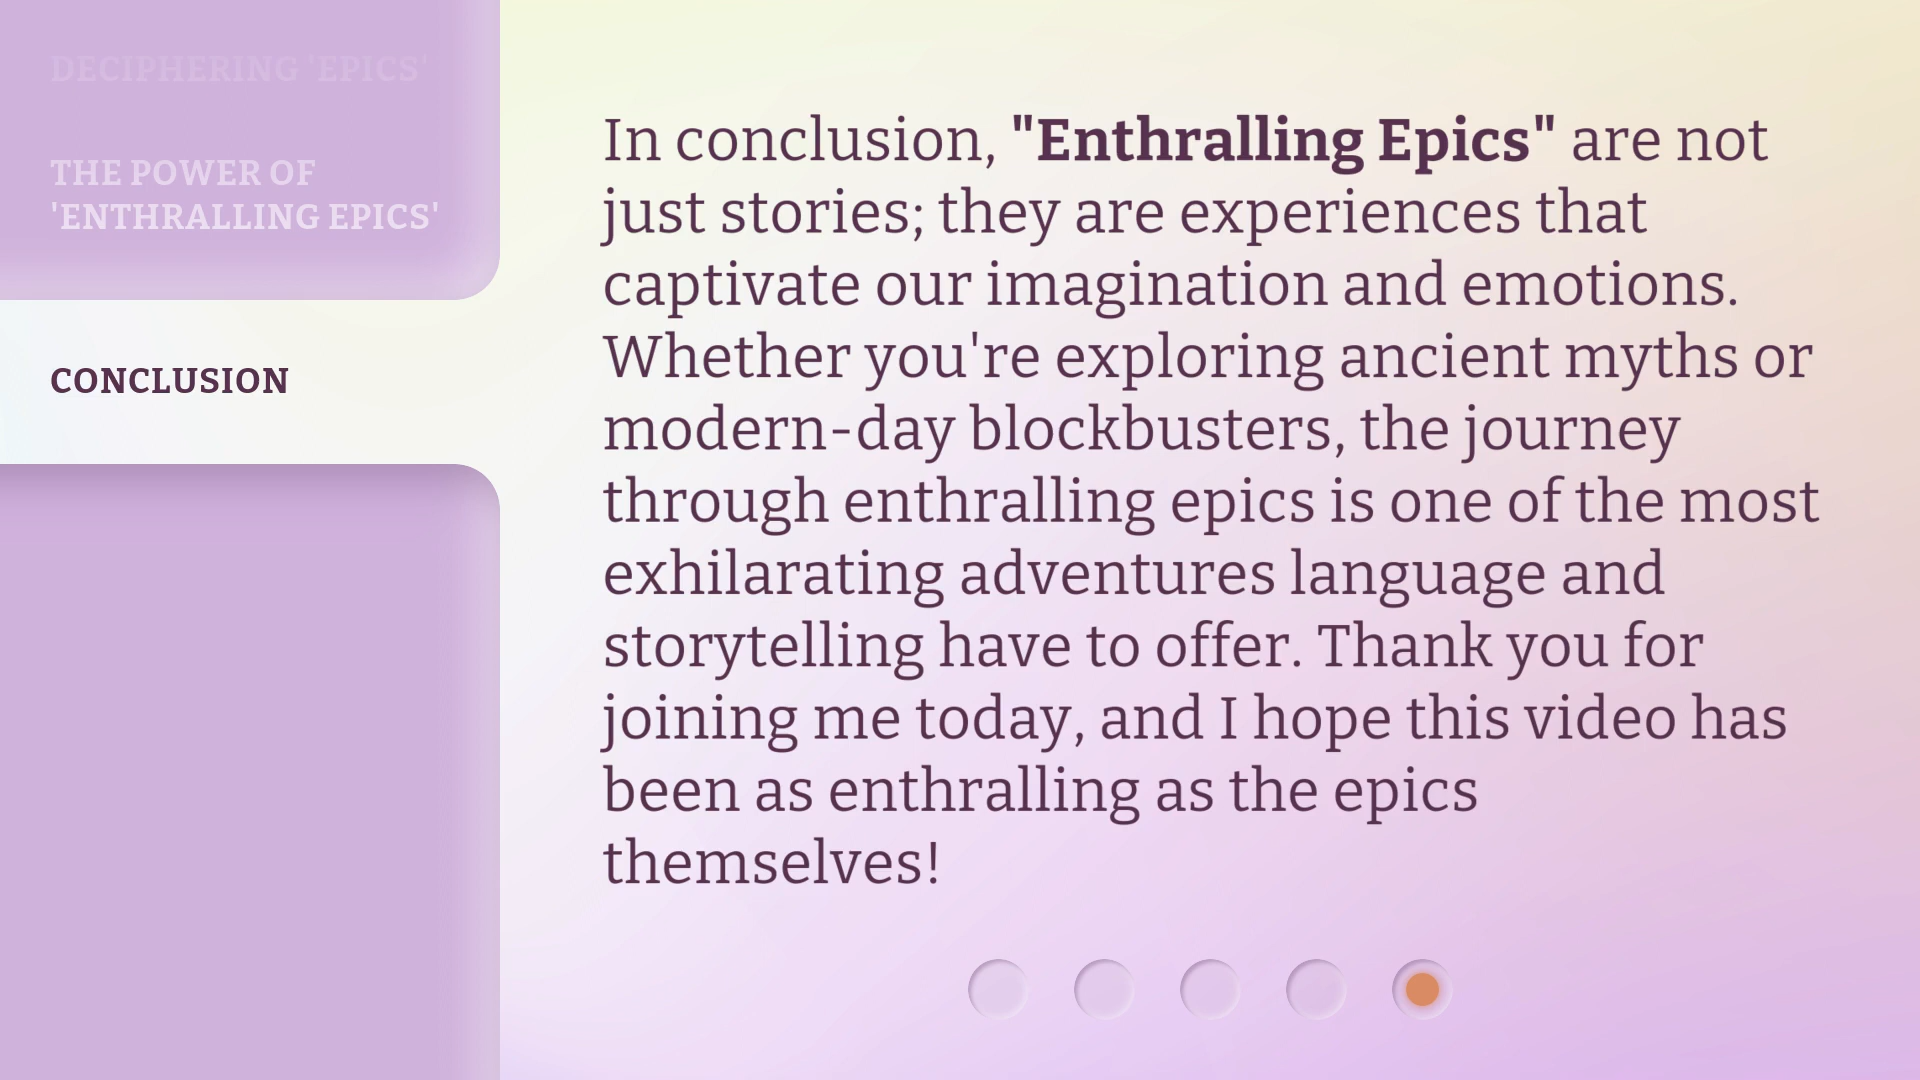 DECIPHERING 'EPICS'
THE POWER OF
'ENTHRALLING EPICS'
CONCLUSION
In conclusion, "Enthralling Epics" are not
just stories; they are experiences that
captivate our imagination and emotions.
Whether you're exploring ancient myths or
modern-day blockbusters, the journey
through enthralling epics is one of the most
exhilarating adventures language and
storytelling have to offer. Thank you for
joining me today, and I hope this video has
been as enthralling as the epics
themselves!